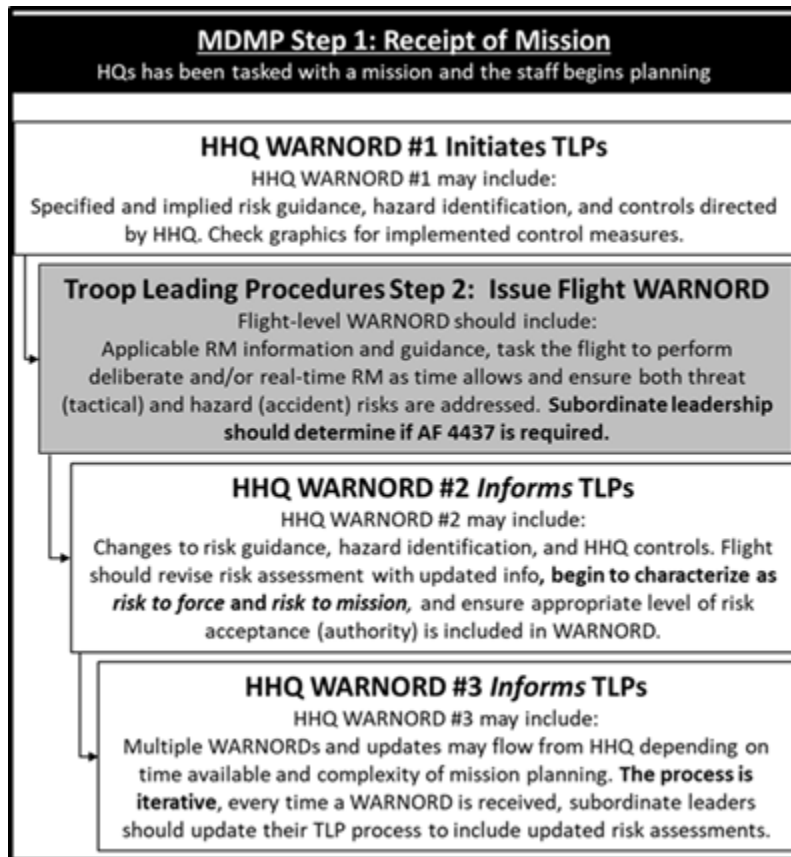 MDMP Step 1: Receipt of Mission
HQs has been tasked with a mission and the staff begins planning
HHQ WARNORD #1 Initiates TLPs
HHQ WARNORD #1 may include:
Specified and implied risk guidance, hazard identification, and controls directed
by HHQ. Check graphics for implemented control measures.
Troop Leading Procedures Step 2: Issue Flight WARNORD
Flight-level WARNORD should include:
Applicable RM information and guidance, task the flight to perform
deliberate and/or real-time RM as time allows and ensure both threat
(tactical) and hazard (accident) risks are addressed. Subordinate leadership
should determine if AF 4437 is required.
HHQ WARNORD #2 Informs TLPs
HHQ WARNORD #2 may include:
Changes to risk guidance, hazard identification, and HHQ controls. Flight
should revise risk assessment with updated info, begin to characterize as
risk to force and risk to mission, and ensure appropriate level of risk
acceptance (authority) is included in WARNORD.
HHQ WARNORD #3 Informs TLPs
HHQ WARNORD #3 may include:
Multiple WARNORDs and updates may flow from HHQ depending on
time available and complexity of mission planning. The process is
iterative, every time a WARNORD is received, subordinate leaders
should update their TLP process to include updated risk assessments.